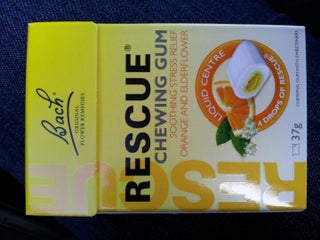 Bach®
ORIGINAL
FLOWER REMEDIES
RESCUE®
CHEWING GUM
SOOTHING STRESS RELIEF
ORANGE AND ELDERFLOWER
LIQUID CENTRE
4 DROPS OF RESCUE®
CHEWING GUM WITH SWEETENERS
37g
RESCUE